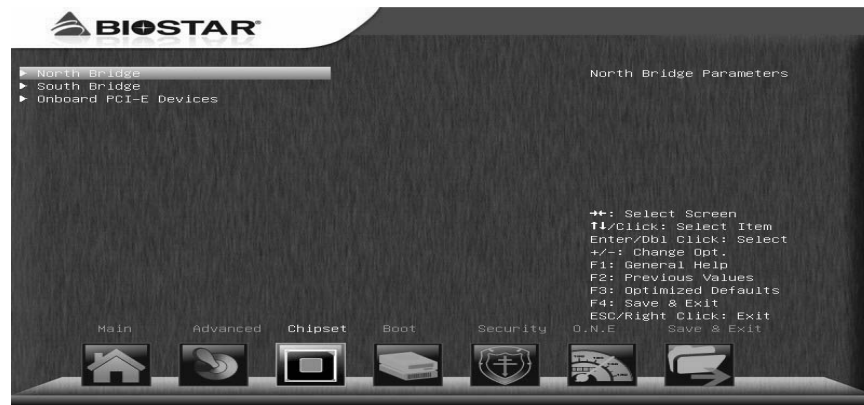 BIOSTAR®
► North Bridge
► South Bridge
► Onboard PCI-E Devices
North Bridge Parameters
→←: Select Screen
↑↓/Click: Select Item
Enter/Dbl Click: Select
+/-: Change Opt.
F1: General Help
F2: Previous Values
F3: Optimized Defaults
F4: Save & Exit
ESC/Right Click: Exit
Main Advanced Chipset Boot Security O.N.E Save & Exit